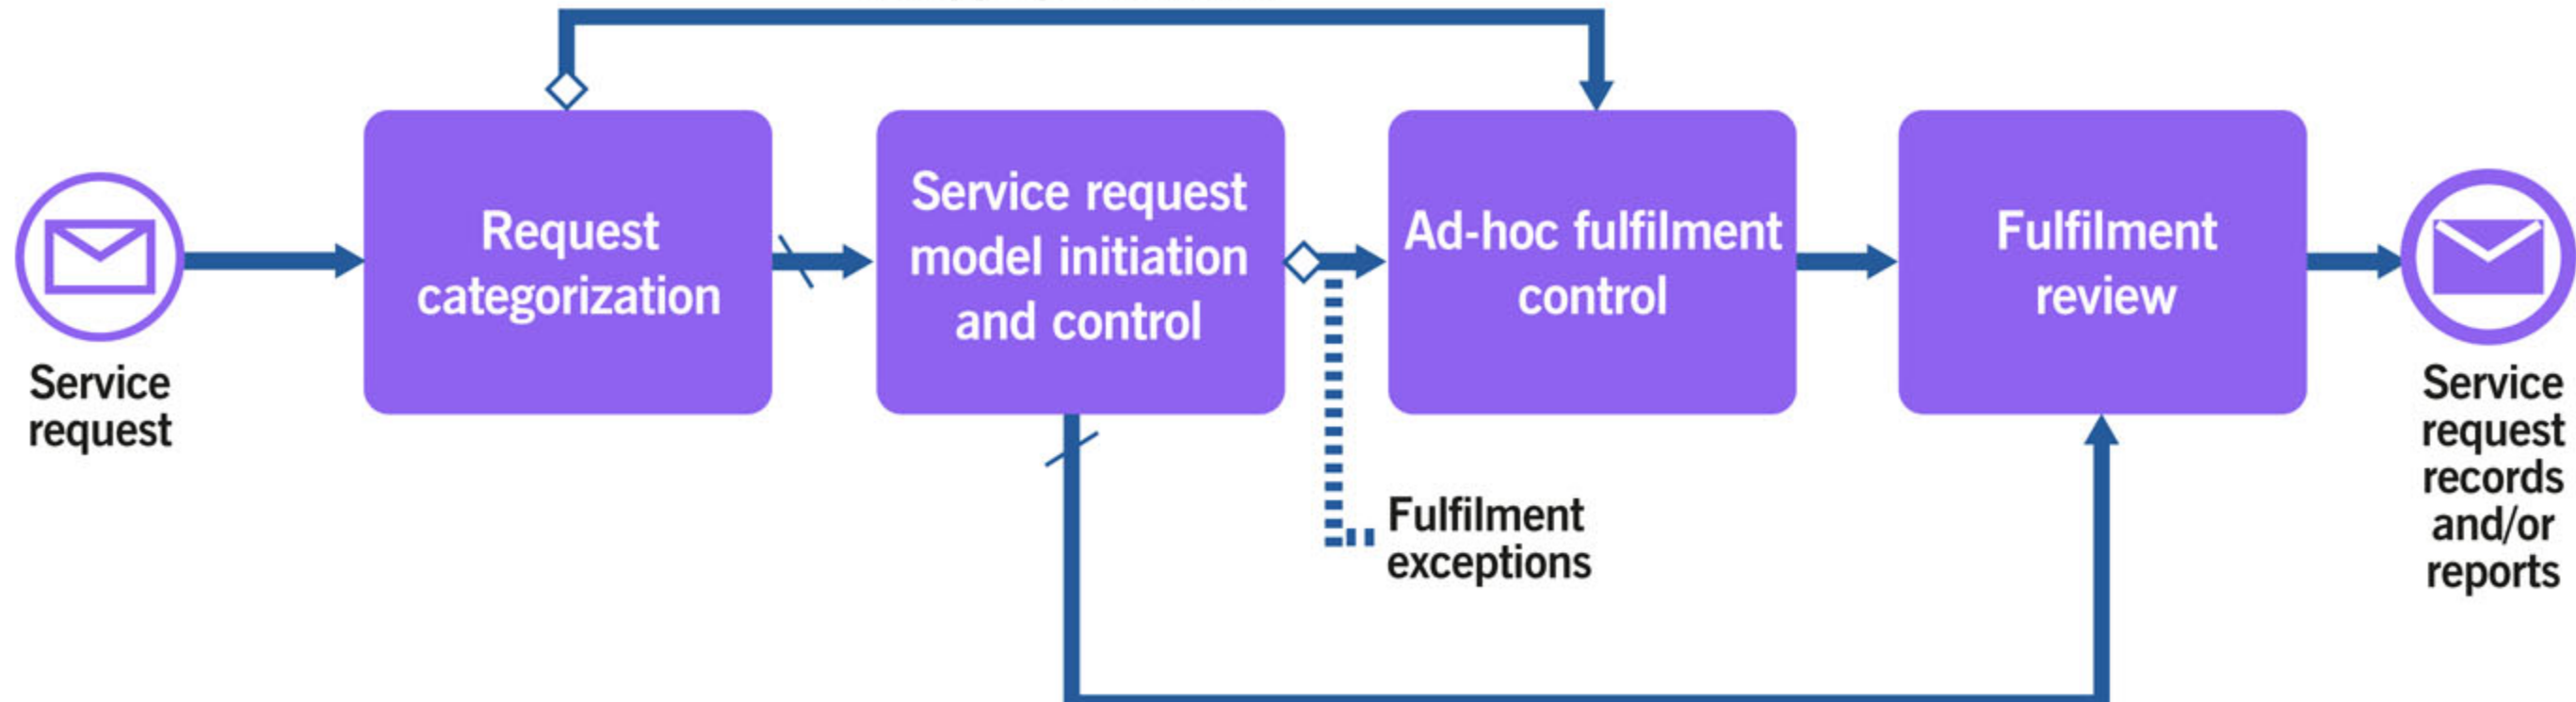 Service
request
Request
categorization
Service request
model initiation
and control
Ad-hoc fulfilment
control
Fulfilment
review
Fulfilment
exceptions
Service
request
records
and/or
reports